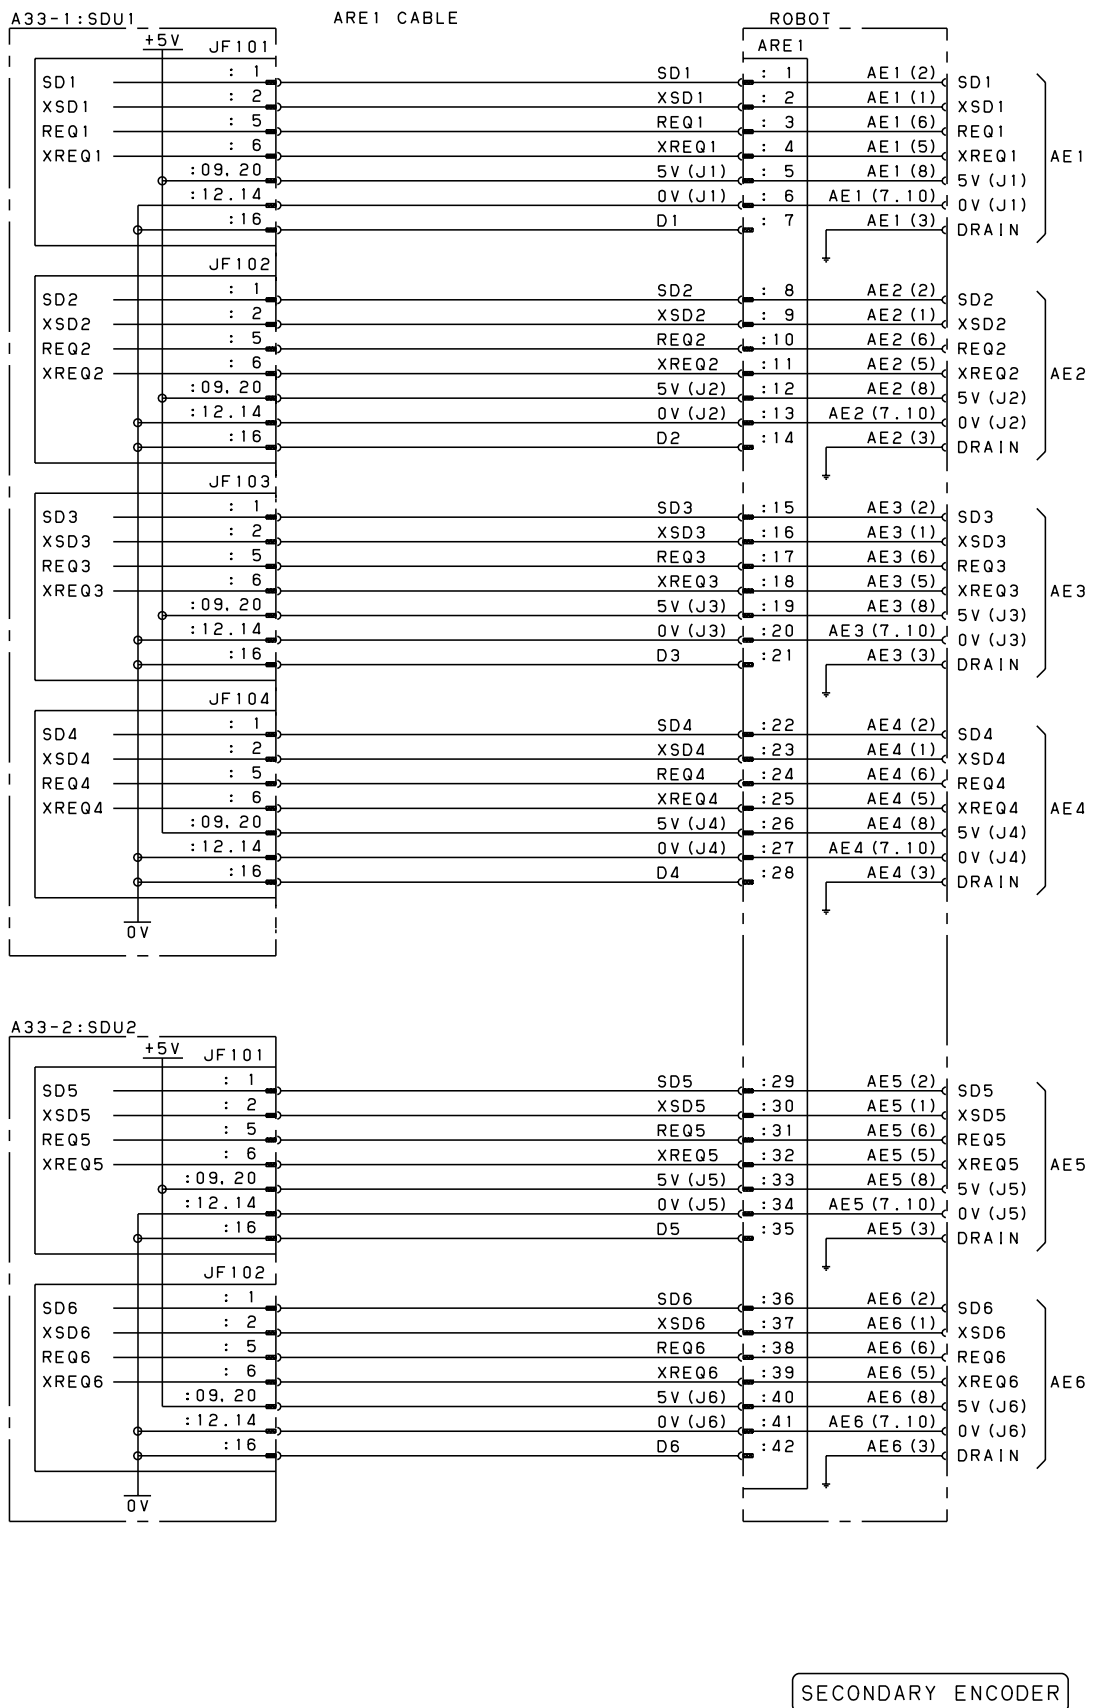 A33-1:SDU1 ARE1 CABLE ROBOT
+5V JF101 ARE1
SD1 : 1 SD1 : 1 AE1(2) SD1
XSD1 : 2 XSD1 : 2 AE1(1) XSD1
REQ1 : 5 REQ1 : 3 AE1(6) REQ1
XREQ1 : 6 XREQ1 : 4 AE1(5) XREQ1 AE1
:09,20 5V(J1) : 5 AE1(8) 5V(J1)
:12.14 0V(J1) : 6 AE1(7.10) 0V(J1)
:16 D1 : 7 AE1(3) DRAIN
JF102
SD2 : 1 SD2 : 8 AE2(2) SD2
XSD2 : 2 XSD2 : 9 AE2(1) XSD2
REQ2 : 5 REQ2 :10 AE2(6) REQ2
XREQ2 : 6 XREQ2 :11 AE2(5) XREQ2 AE2
:09,20 5V(J2) :12 AE2(8) 5V(J2)
:12.14 0V(J2) :13 AE2(7.10) 0V(J2)
:16 D2 :14 AE2(3) DRAIN
JF103
SD3 : 1 SD3 :15 AE3(2) SD3
XSD3 : 2 XSD3 :16 AE3(1) XSD3
REQ3 : 5 REQ3 :17 AE3(6) REQ3
XREQ3 : 6 XREQ3 :18 AE3(5) XREQ3 AE3
:09,20 5V(J3) :19 AE3(8) 5V(J3)
:12.14 0V(J3) :20 AE3(7.10) 0V(J3)
:16 D3 :21 AE3(3) DRAIN
JF104
SD4 : 1 SD4 :22 AE4(2) SD4
XSD4 : 2 XSD4 :23 AE4(1) XSD4
REQ4 : 5 REQ4 :24 AE4(6) REQ4
XREQ4 : 6 XREQ4 :25 AE4(5) XREQ4 AE4
:09,20 5V(J4) :26 AE4(8) 5V(J4)
:12.14 0V(J4) :27 AE4(7.10) 0V(J4)
:16 D4 :28 AE4(3) DRAIN
0V
A33-2:SDU2
+5V JF101
SD5 : 1 SD5 :29 AE5(2) SD5
XSD5 : 2 XSD5 :30 AE5(1) XSD5
REQ5 : 5 REQ5 :31 AE5(6) REQ5
XREQ5 : 6 XREQ5 :32 AE5(5) XREQ5 AE5
:09,20 5V(J5) :33 AE5(8) 5V(J5)
:12.14 0V(J5) :34 AE5(7.10) 0V(J5)
:16 D5 :35 AE5(3) DRAIN
JF102
SD6 : 1 SD6 :36 AE6(2) SD6
XSD6 : 2 XSD6 :37 AE6(1) XSD6
REQ6 : 5 REQ6 :38 AE6(6) REQ6
XREQ6 : 6 XREQ6 :39 AE6(5) XREQ6 AE6
:09,20 5V(J6) :40 AE6(8) 5V(J6)
:12.14 0V(J6) :41 AE6(7.10) 0V(J6)
:16 D6 :42 AE6(3) DRAIN
0V
SECONDARY ENCODER